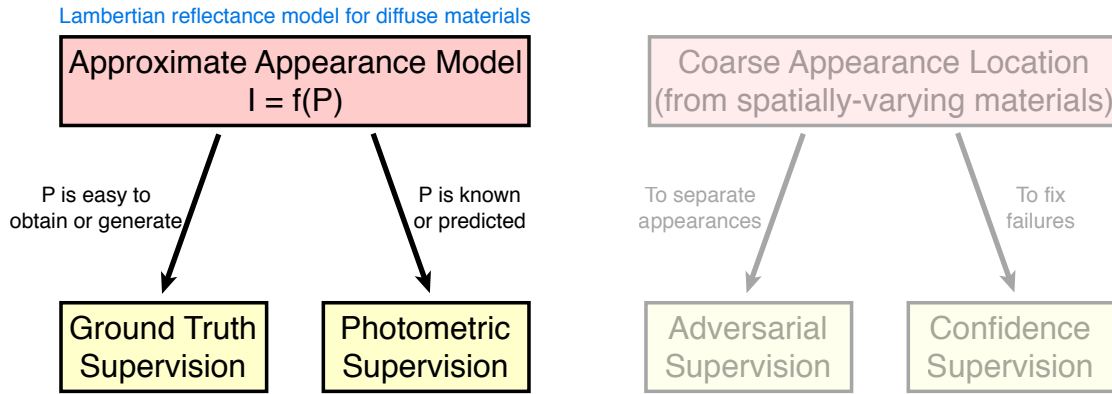 Lambertian reflectance model for diffuse materials
Approximate Appearance Model
I = f(P)
P is easy to
obtain or generate
P is known
or predicted
Ground Truth
Supervision
Photometric
Supervision
Coarse Appearance Location
(from spatially-varying materials)
To separate
appearances
To fix
failures
Adversarial
Supervision
Confidence
Supervision